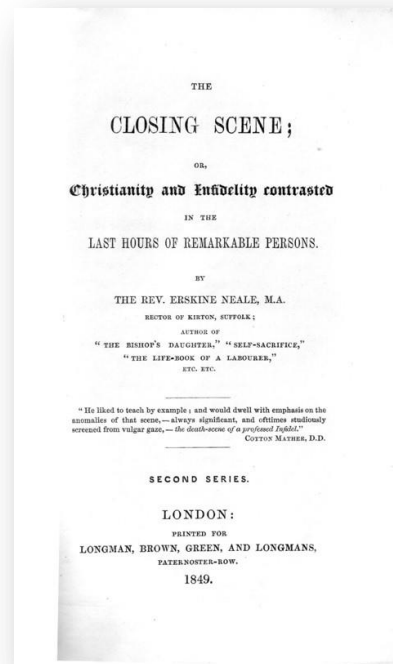 THE
CLOSING SCENE;
OR,
Christianity and Infidelity contrasted
IN THE
LAST HOURS OF REMARKABLE PERSONS.
BY
THE REV. ERSKINE NEALE, M.A.
RECTOR OF KIRTON, SUFFOLK;
AUTHOR OF
“THE BISHOP'S DAUGHTER,” “SELF-SACRIFICE,”
“THE LIFE-BOOK OF A LABOURER,”
ETC. ETC.
“He liked to teach by example; and would dwell with emphasis on the
anomalies of that scene,—always significant, and ofttimes studiously
screened from vulgar gaze,—the death-scene of a professed Infidel.”
COTTON MATHER, D.D.
SECOND SERIES.
LONDON:
PRINTED FOR
LONGMAN, BROWN, GREEN, AND LONGMANS,
PATERNOSTER-ROW.
1849.